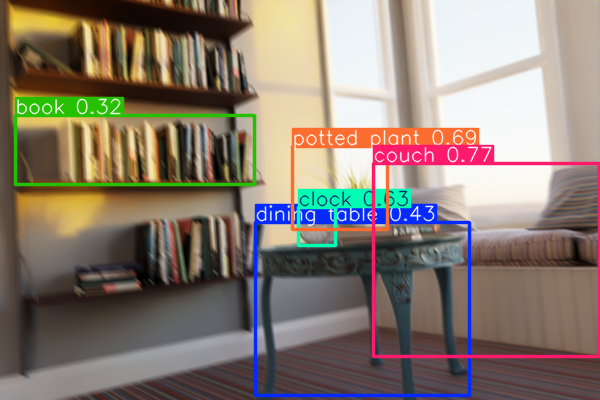 book 0.32
potted plant 0.69
couch 0.77
clock 0.63
dining table 0.43